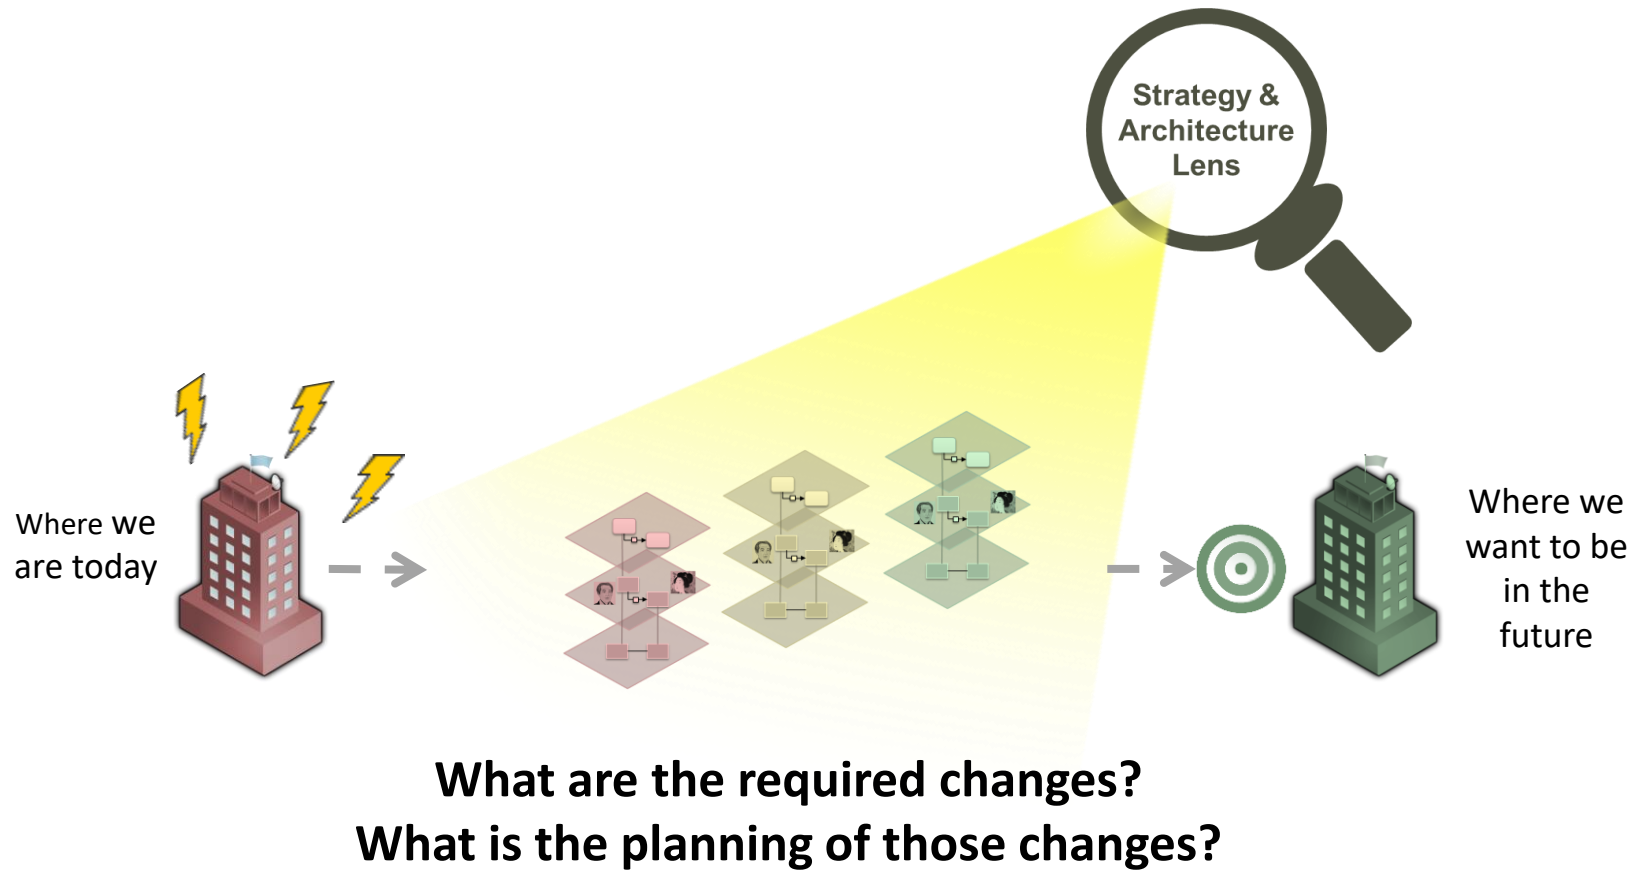 Strategy &
Architecture
Lens
Where we
are today
Where we
want to be
in the
future
What are the required changes?
What is the planning of those changes?